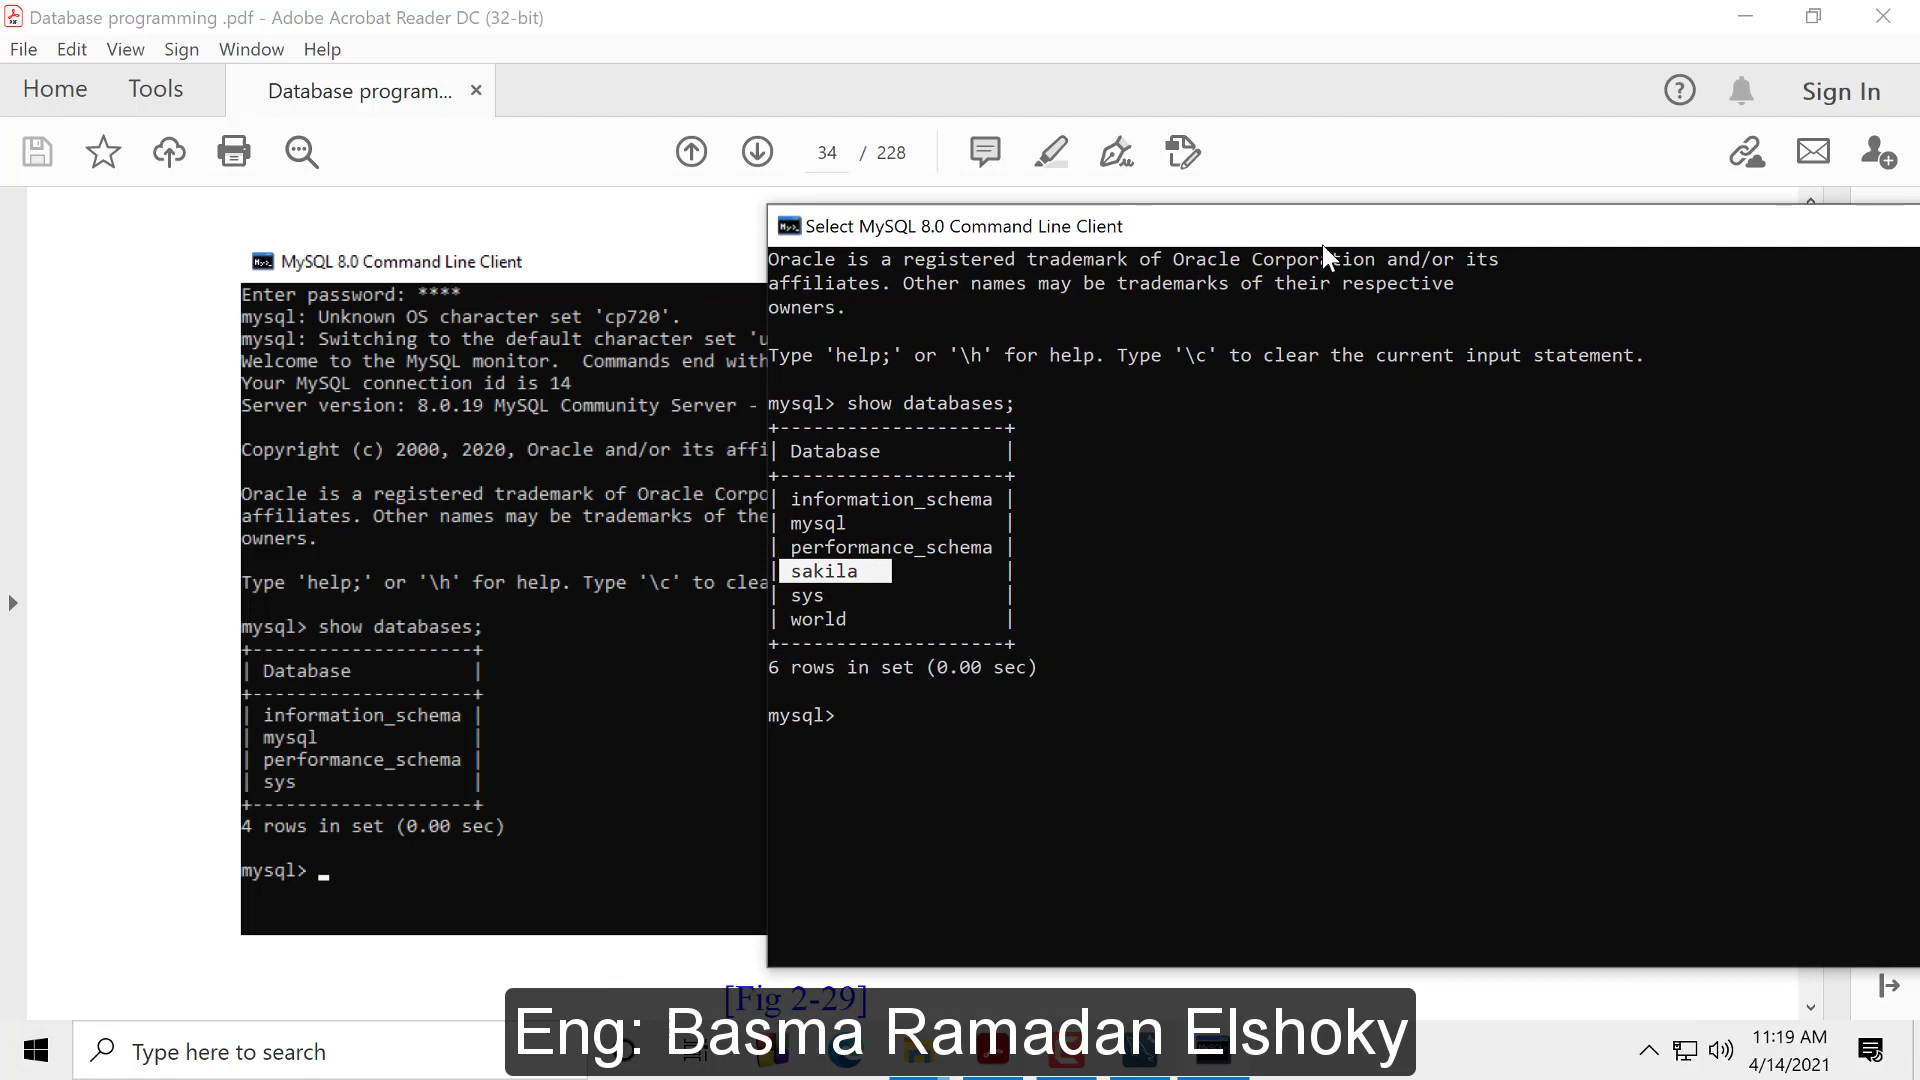 Database programming .pdf - Adobe Acrobat Reader DC (32-bit)
File Edit View Sign Window Help
Home Tools Database program... ×
Sign In
34 / 228
MySQL 8.0 Command Line Client
Enter password: ****
mysql: Unknown OS character set 'cp720'.
mysql: Switching to the default character set 'u
Welcome to the MySQL monitor.  Commands end with
Your MySQL connection id is 14
Server version: 8.0.19 MySQL Community Server -
Copyright (c) 2000, 2020, Oracle and/or its affi
Oracle is a registered trademark of Oracle Corpo
affiliates. Other names may be trademarks of the
owners.
Type 'help;' or '\h' for help. Type '\c' to clea
mysql> show databases;
+--------------------+
| Database           |
+--------------------+
| information_schema |
| mysql              |
| performance_schema |
| sys                |
+--------------------+
4 rows in set (0.00 sec)
mysql> _
Select MySQL 8.0 Command Line Client
Oracle is a registered trademark of Oracle Corporation and/or its
affiliates. Other names may be trademarks of their respective
owners.
Type 'help;' or '\h' for help. Type '\c' to clear the current input statement.
mysql> show databases;
+--------------------+
| Database           |
+--------------------+
| information_schema |
| mysql              |
| performance_schema |
| sakila             |
| sys                |
| world              |
+--------------------+
6 rows in set (0.00 sec)
mysql>
[Fig 2-29]
Eng: Basma Ramadan Elshoky
Type here to search
11:19 AM
4/14/2021